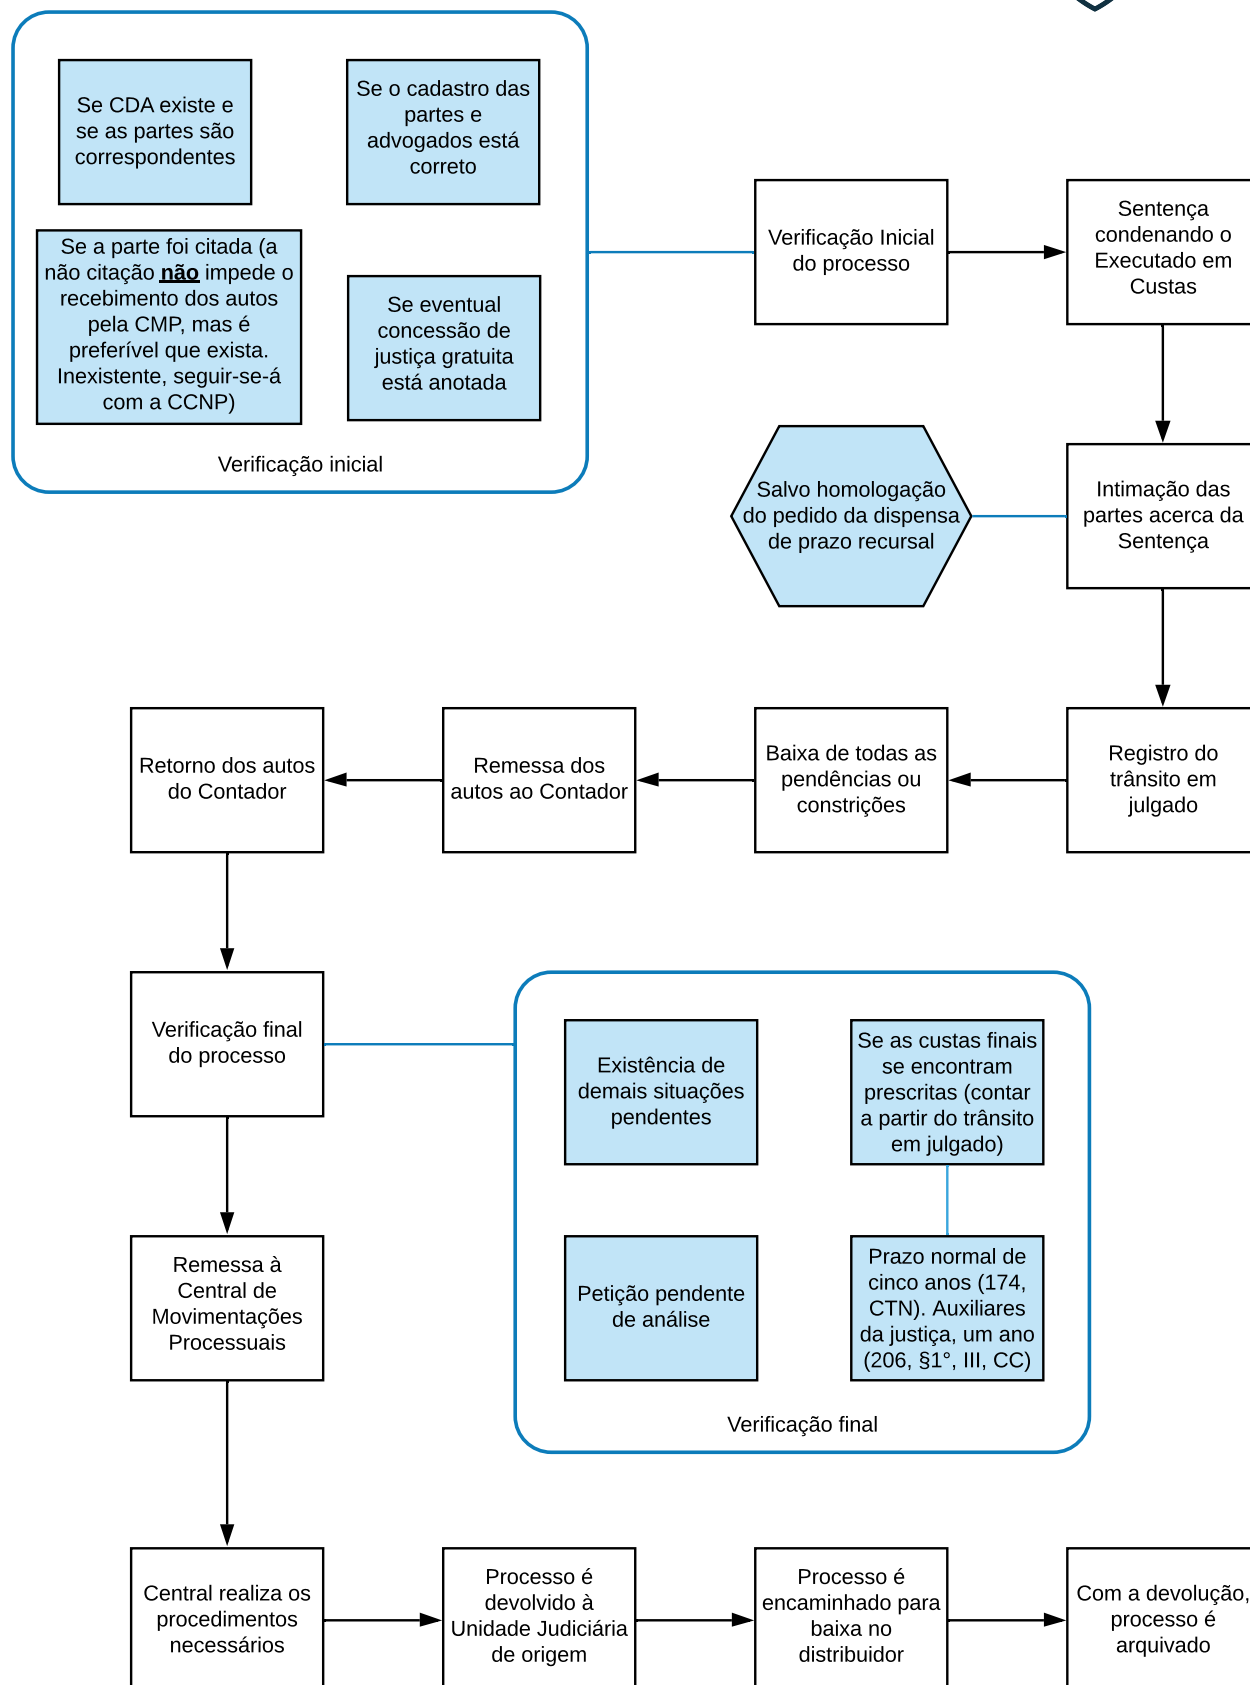 Se CDA existe e
se as partes são
correspondentes
Se o cadastro das
partes e
advogados está
correto
Se a parte foi citada (a
não citação não impede o
recebimento dos autos
pela CMP, mas é
preferível que exista.
Inexistente, seguir-se-á
com a CCNP)
Se eventual
concessão de
justiça gratuita
está anotada
Verificação inicial
Verificação Inicial
do processo
Sentença
condenando o
Executado em
Custas
Salvo homologação
do pedido da dispensa
de prazo recursal
Intimação das
partes acerca da
Sentença
Retorno dos autos
do Contador
Remessa dos
autos ao Contador
Baixa de todas as
pendências ou
constrições
Registro do
trânsito em
julgado
Verificação final
do processo
Existência de
demais situações
pendentes
Se as custas finais
se encontram
prescritas (contar
a partir do trânsito
em julgado)
Remessa à
Central de
Movimentações
Processuais
Petição pendente
de análise
Prazo normal de
cinco anos (174,
CTN). Auxiliares
da justiça, um ano
(206, §1°, III, CC)
Verificação final
Central realiza os
procedimentos
necessários
Processo é
devolvido à
Unidade Judiciária
de origem
Processo é
encaminhado para
baixa no
distribuidor
Com a devolução,
processo é
arquivado